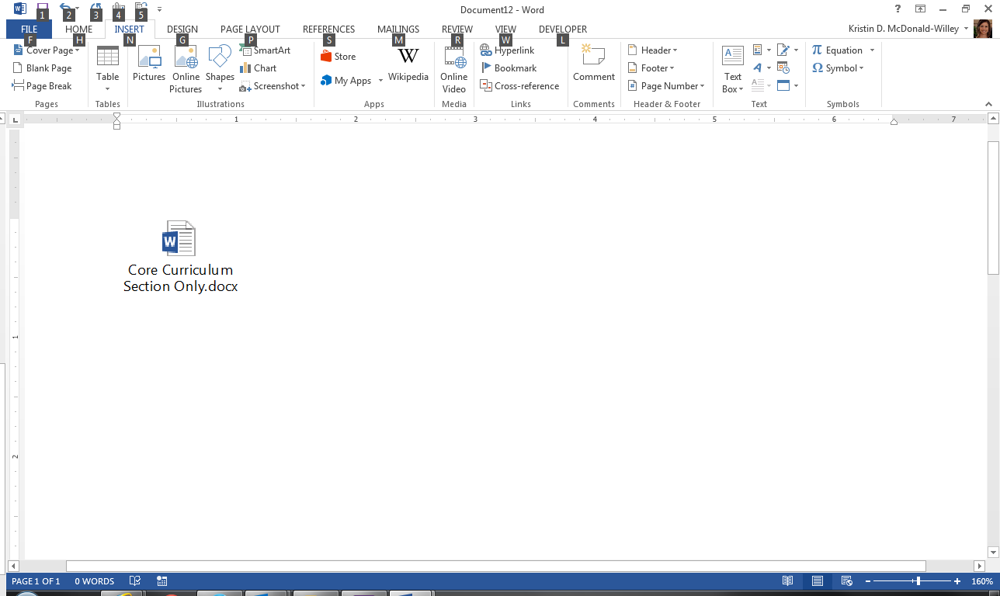 Document12 - Word
1 2 3 4 5
FILE HOME INSERT DESIGN PAGE LAYOUT REFERENCES MAILINGS REVIEW VIEW DEVELOPER
Kristin D. McDonald-Willey
F H N G P S M R W L
Cover Page
Blank Page
Page Break
Pages
Table
Tables
Pictures
Online
Pictures
Shapes
SmartArt
Chart
Screenshot
Illustrations
Store
My Apps
W
Wikipedia
Apps
Online
Video
Media
Hyperlink
Bookmark
Cross-reference
Links
Comment
Comments
Header
Footer
Page Number
Header & Footer
Text
Box
Text
π Equation
Ω Symbol
Symbols
1 2 3 4 5 6 7
W
Core Curriculum
Section Only.docx
1
2
PAGE 1 OF 1 0 WORDS 160%